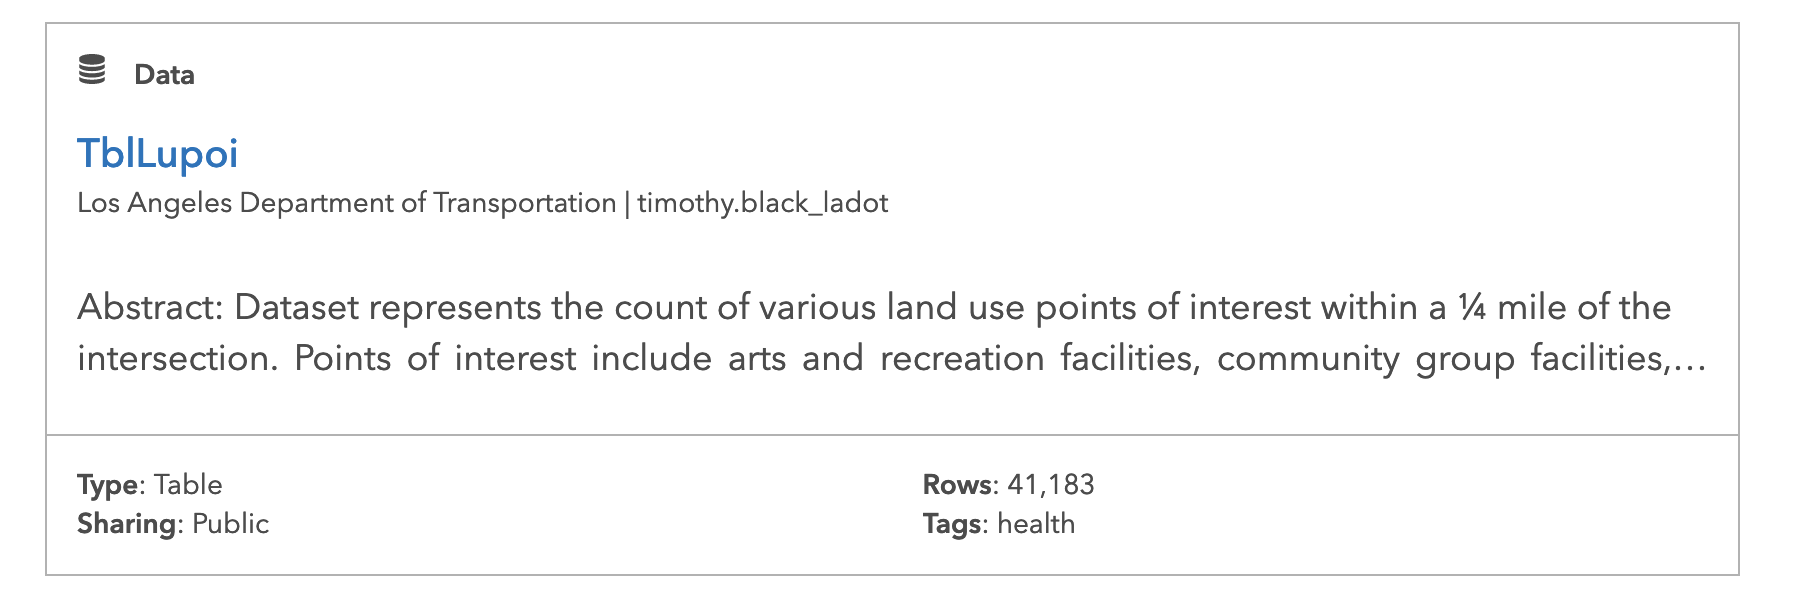 Data
TblLupoi
Los Angeles Department of Transportation | timothy.black_ladot
Abstract: Dataset represents the count of various land use points of interest within a ¼ mile of the
intersection. Points of interest include arts and recreation facilities, community group facilities,...
Type: Table
Rows: 41,183
Sharing: Public
Tags: health